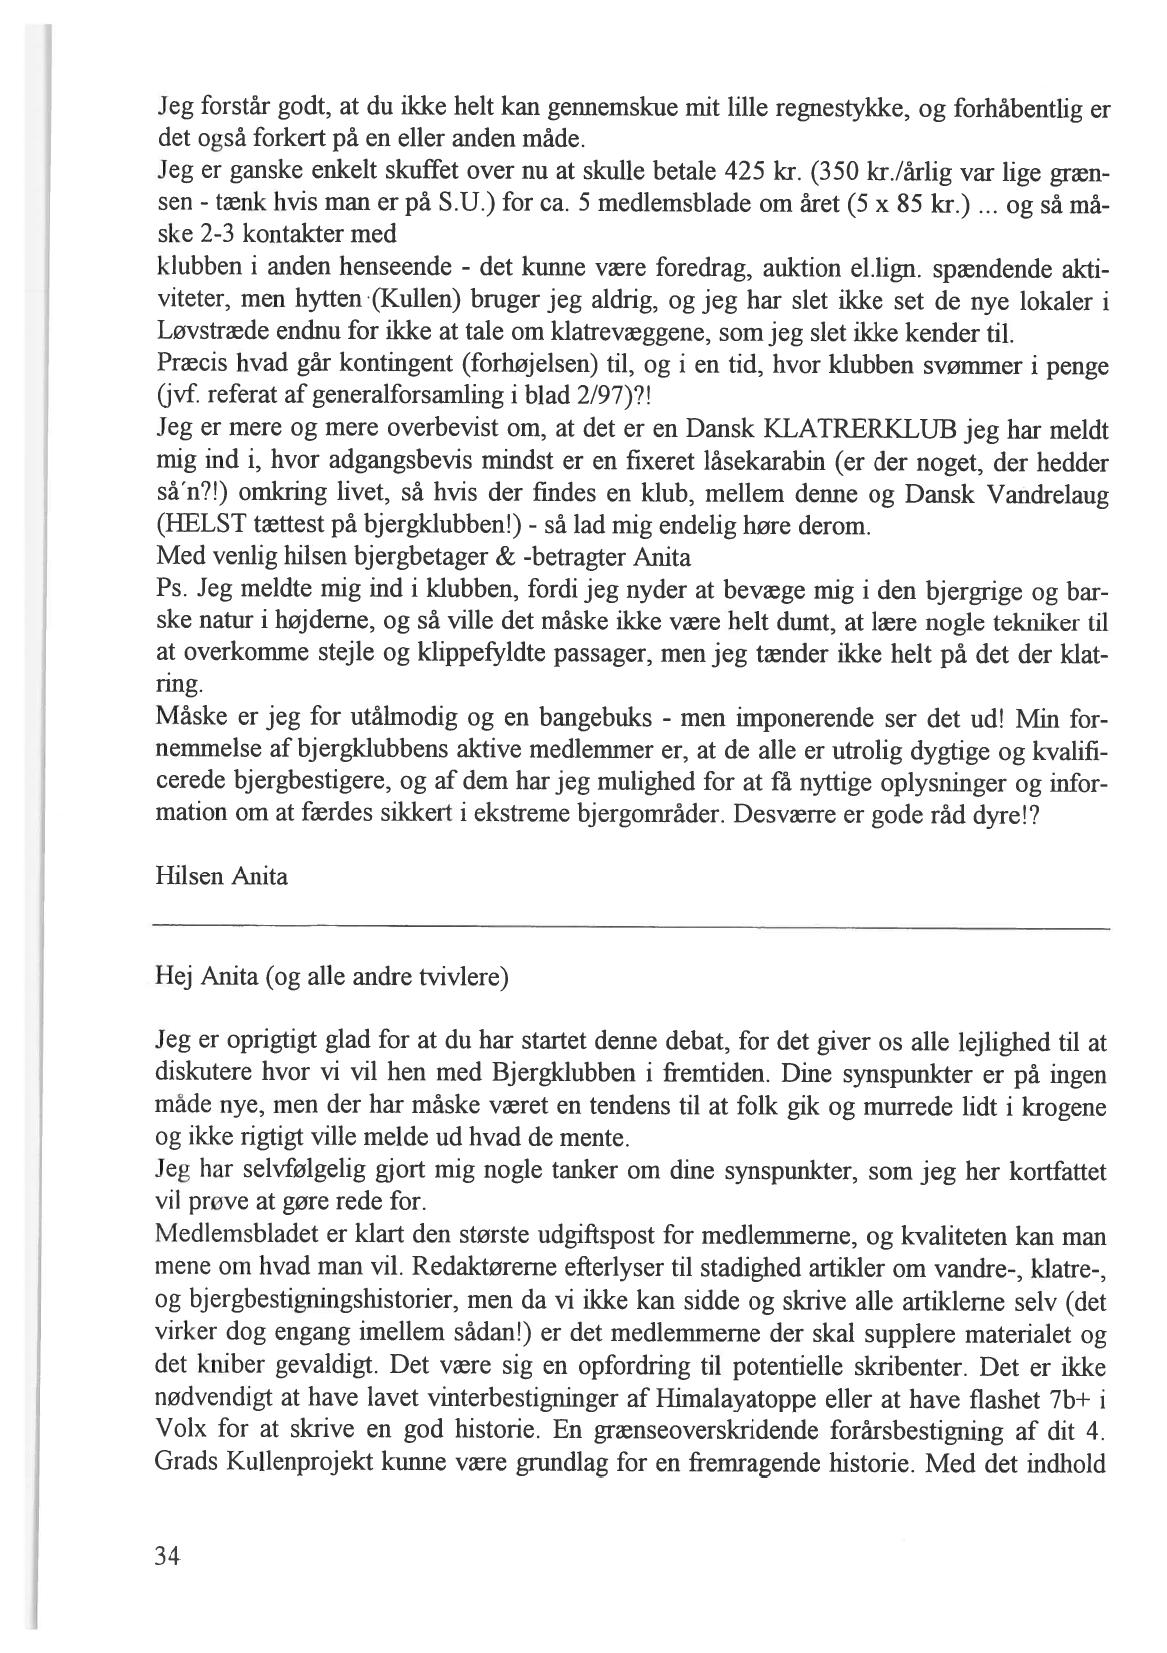 Jeg forstår godt, at du ikke helt kan gennemskue mit lille regnestykke, og forhåbentlig er
det også forkert på en eller anden måde.
Jeg er ganske enkelt skuffet over nu at skulle betale 425 kr. (350 kr./årlig var lige græn-
sen - tænk hvis man er på S.U.) for ca. 5 medlemsblade om året (5 x 85 kr.) ... og så må-
ske 2-3 kontakter med
klubben i anden henseende - det kunne være foredrag, auktion el.lign. spændende akti-
viteter, men hytten (Kullen) bruger jeg aldrig, og jeg har slet ikke set de nye lokaler i
Løvstræde endnu for ikke at tale om klatrevæggene, som jeg slet ikke kender til.
Præcis hvad går kontingent (forhøjelsen) til, og i en tid, hvor klubben svømmer i penge
(jvf. referat af generalforsamling i blad 2/97)?!
Jeg er mere og mere overbevist om, at det er en Dansk KLATRERKLUB jeg har meldt
mig ind i, hvor adgangsbevis mindst er en fixeret låsekarabin (er der noget, der hedder
så´n?!) omkring livet, så hvis der findes en klub, mellem denne og Dansk Vandrelaug
(HELST tættest på bjergklubben!) - så lad mig endelig høre derom.
Med venlig hilsen bjergbetager & -betragter Anita
Ps. Jeg meldte mig ind i klubben, fordi jeg nyder at bevæge mig i den bjergrige og bar-
ske natur i højderne, og så ville det måske ikke være helt dumt, at lære nogle tekniker til
at overkomme stejle og klippefyldte passager, men jeg tænder ikke helt på det der klat-
ring.
Måske er jeg for utålmodig og en bangebuks - men imponerende ser det ud! Min for-
nemmelse af bjergklubbens aktive medlemmer er, at de alle er utrolig dygtige og kvalifi-
cerede bjergbestigere, og af dem har jeg mulighed for at få nyttige oplysninger og infor-
mation om at færdes sikkert i ekstreme bjergområder. Desværre er gode råd dyre!?
Hilsen Anita
Hej Anita (og alle andre tvivlere)
Jeg er oprigtigt glad for at du har startet denne debat, for det giver os alle lejlighed til at
diskutere hvor vi vil hen med Bjergklubben i fremtiden. Dine synspunkter er på ingen
måde nye, men der har måske været en tendens til at folk gik og murrede lidt i krogene
og ikke rigtigt ville melde ud hvad de mente.
Jeg har selvfølgelig gjort mig nogle tanker om dine synspunkter, som jeg her kortfattet
vil prøve at gøre rede for.
Medlemsbladet er klart den største udgiftspost for medlemmerne, og kvaliteten kan man
mene om hvad man vil. Redaktørerne efterlyser til stadighed artikler om vandre-, klatre-,
og bjergbestigningshistorier, men da vi ikke kan sidde og skrive alle artiklerne selv (det
virker dog engang imellem sådan!) er det medlemmerne der skal supplere materialet og
det kniber gevaldigt. Det være sig en opfordring til potentielle skribenter. Det er ikke
nødvendigt at have lavet vinterbestigninger af Himalayatoppe eller at have flashet 7b+ i
Volx for at skrive en god historie. En grænseoverskridende forårsbestigning af dit 4.
Grads Kullenprojekt kunne være grundlag for en fremragende historie. Med det indhold
34